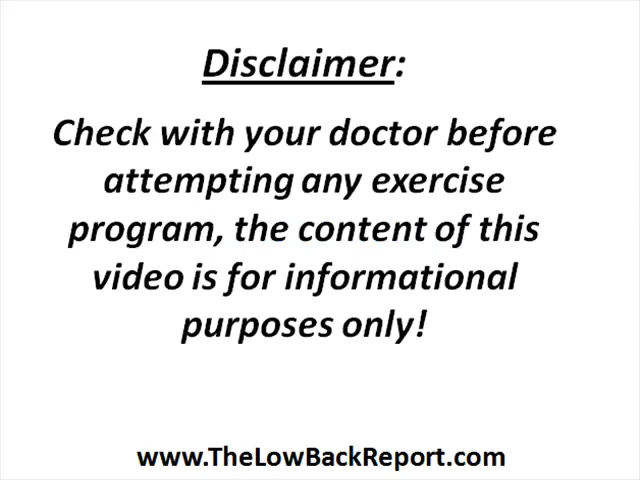 Disclaimer:
Check with your doctor before
attempting any exercise
program, the content of this
video is for informational
purposes only!
www.TheLowBackReport.com